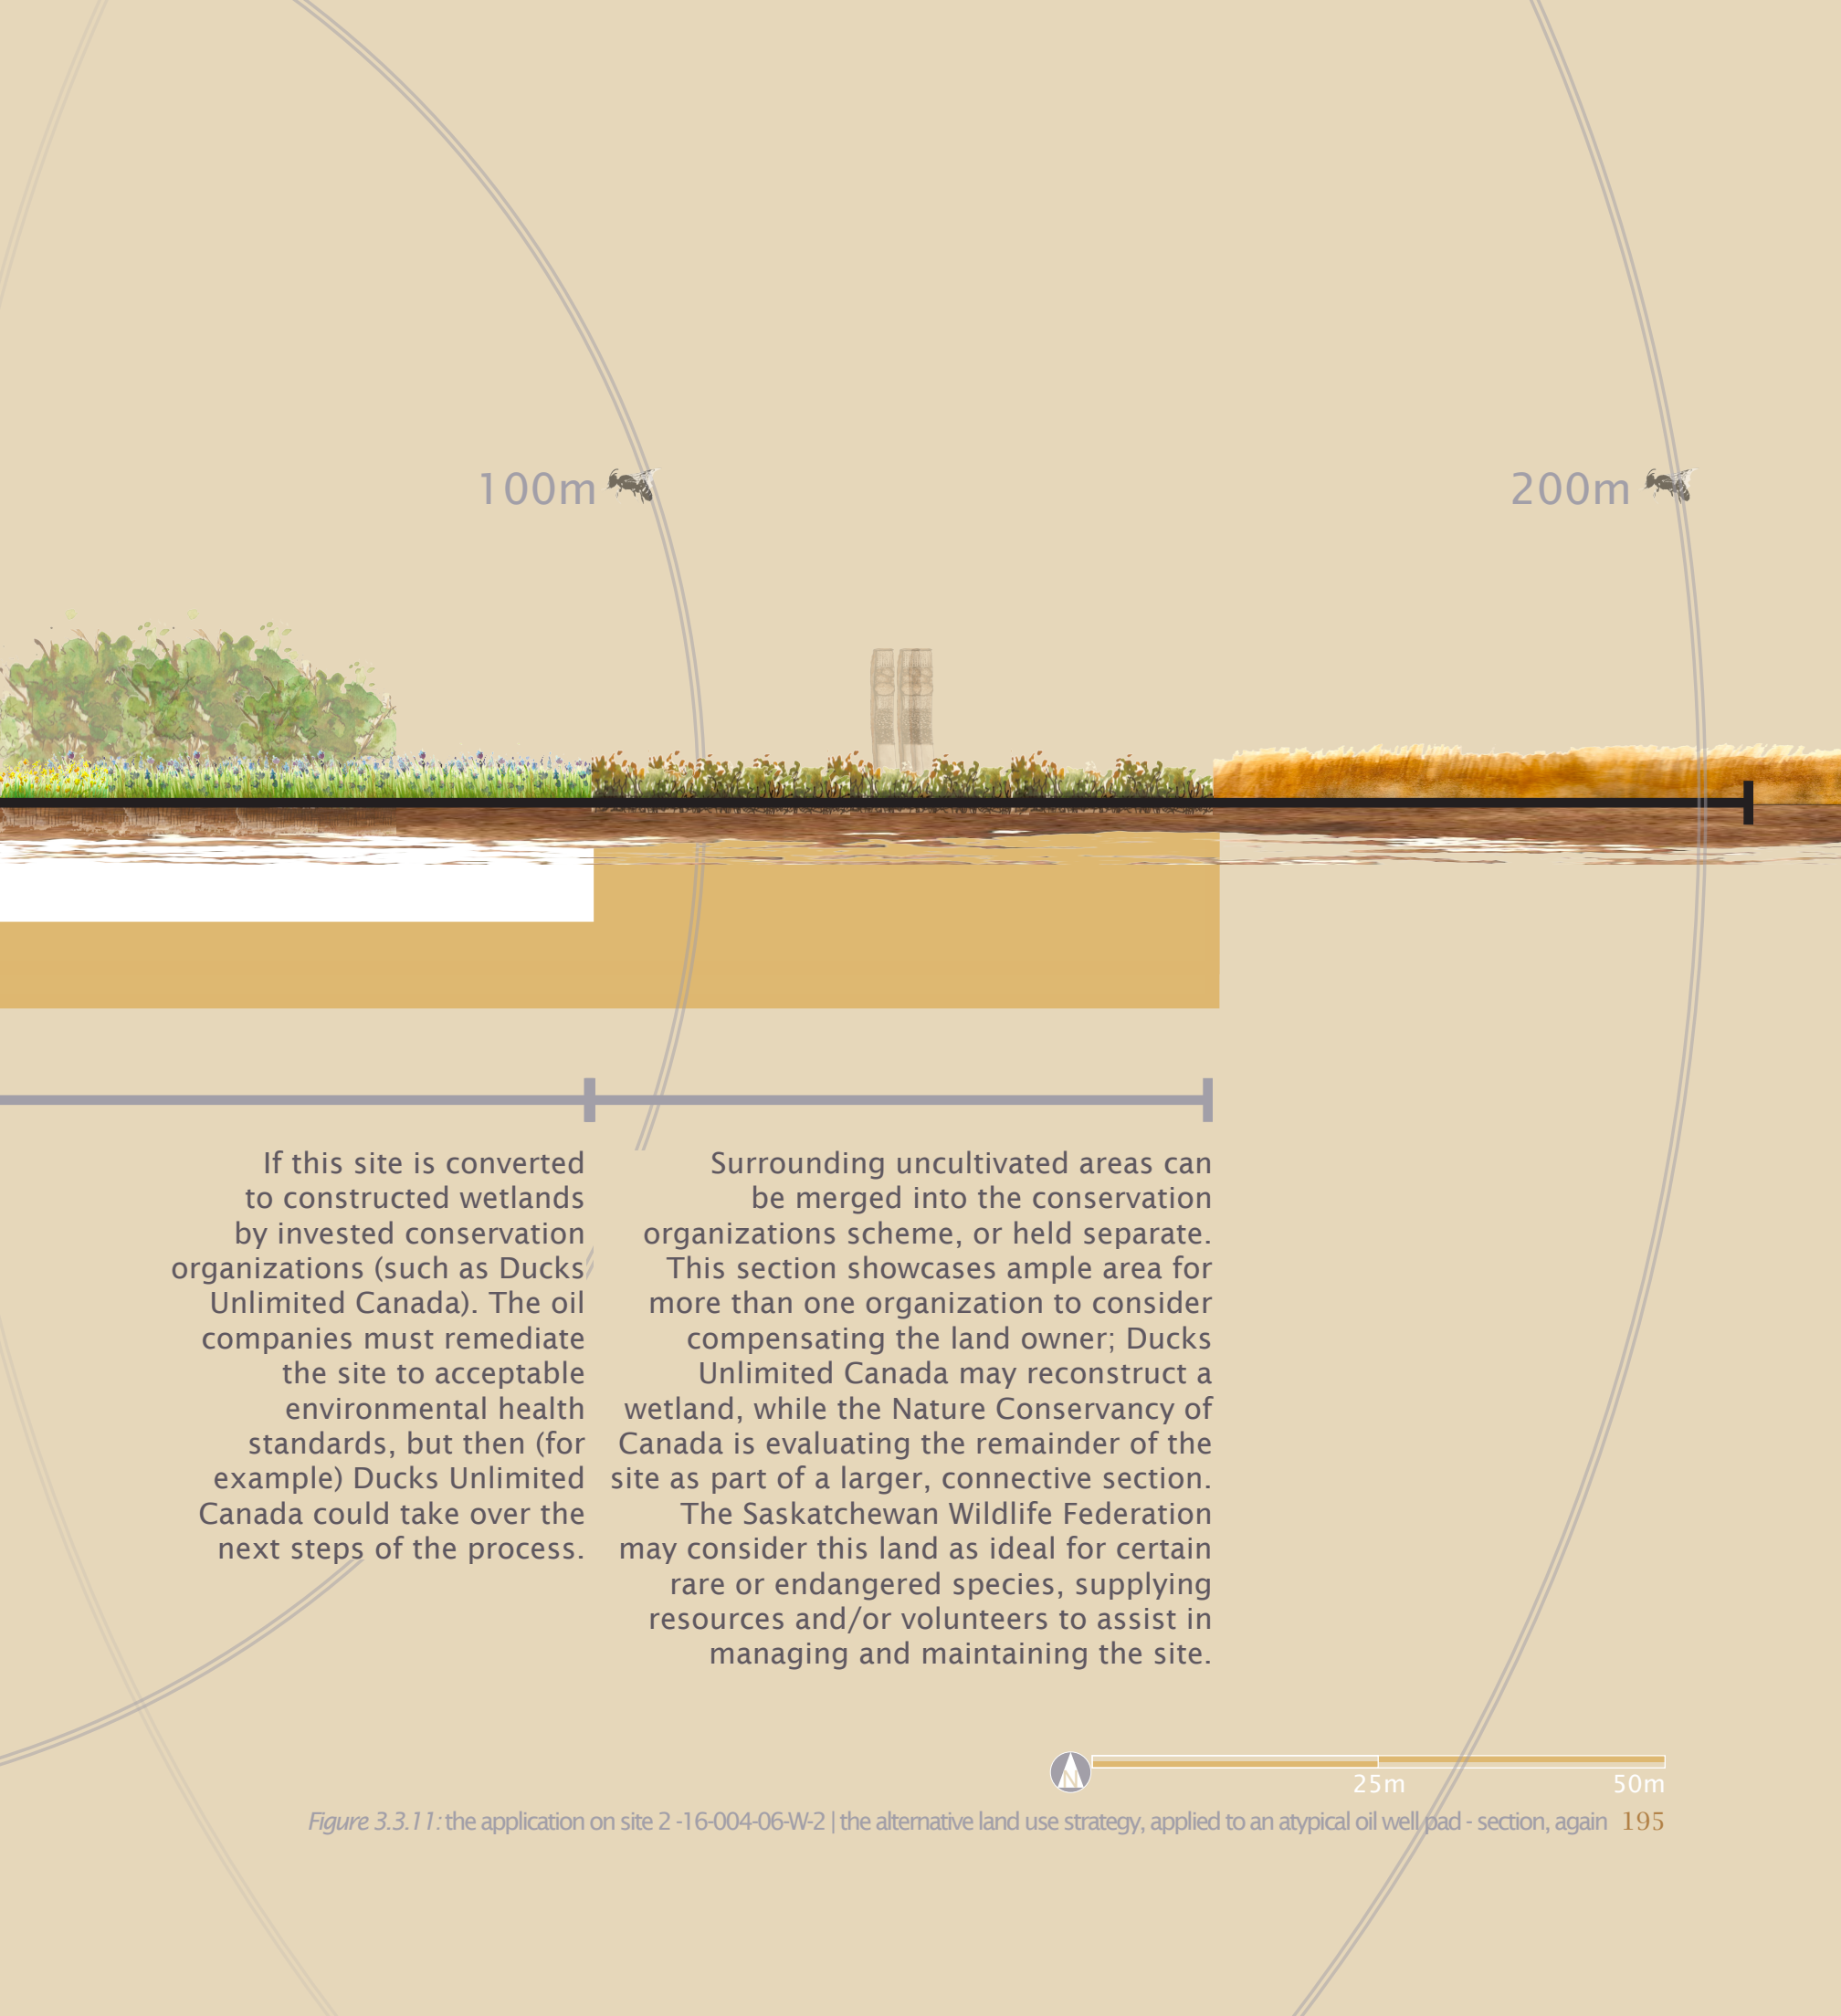 100m
200m
If this site is converted
to constructed wetlands
by invested conservation
organizations (such as Ducks
Unlimited Canada). The oil
companies must remediate
the site to acceptable
environmental health
standards, but then (for
example) Ducks Unlimited
Canada could take over the
next steps of the process.
Surrounding uncultivated areas can
be merged into the conservation
organizations scheme, or held separate.
This section showcases ample area for
more than one organization to consider
compensating the land owner; Ducks
Unlimited Canada may reconstruct a
wetland, while the Nature Conservancy of
Canada is evaluating the remainder of the
site as part of a larger, connective section.
The Saskatchewan Wildlife Federation
may consider this land as ideal for certain
rare or endangered species, supplying
resources and/or volunteers to assist in
managing and maintaining the site.
N
25m
50m
Figure 3.3.11: the application on site 2 -16-004-06-W-2 | the alternative land use strategy, applied to an atypical oil well pad - section, again 195